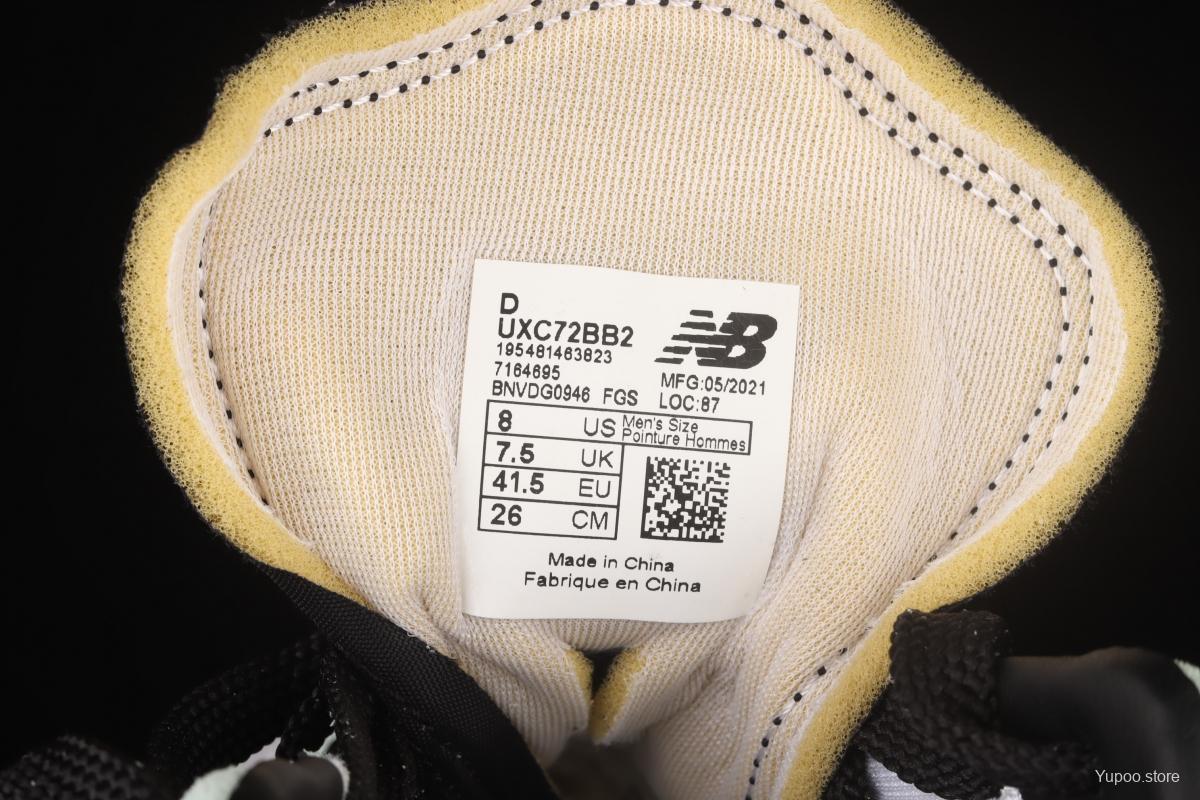 D
UXC72BB2
195481463823
7164695
BNVDG0946 FGS
NB
MFG:05/2021
LOC:87
8 US Men's Size
Pointure Hommes
7.5 UK
41.5 EU
26 CM
Made in China
Fabrique en China
Yupoo.store